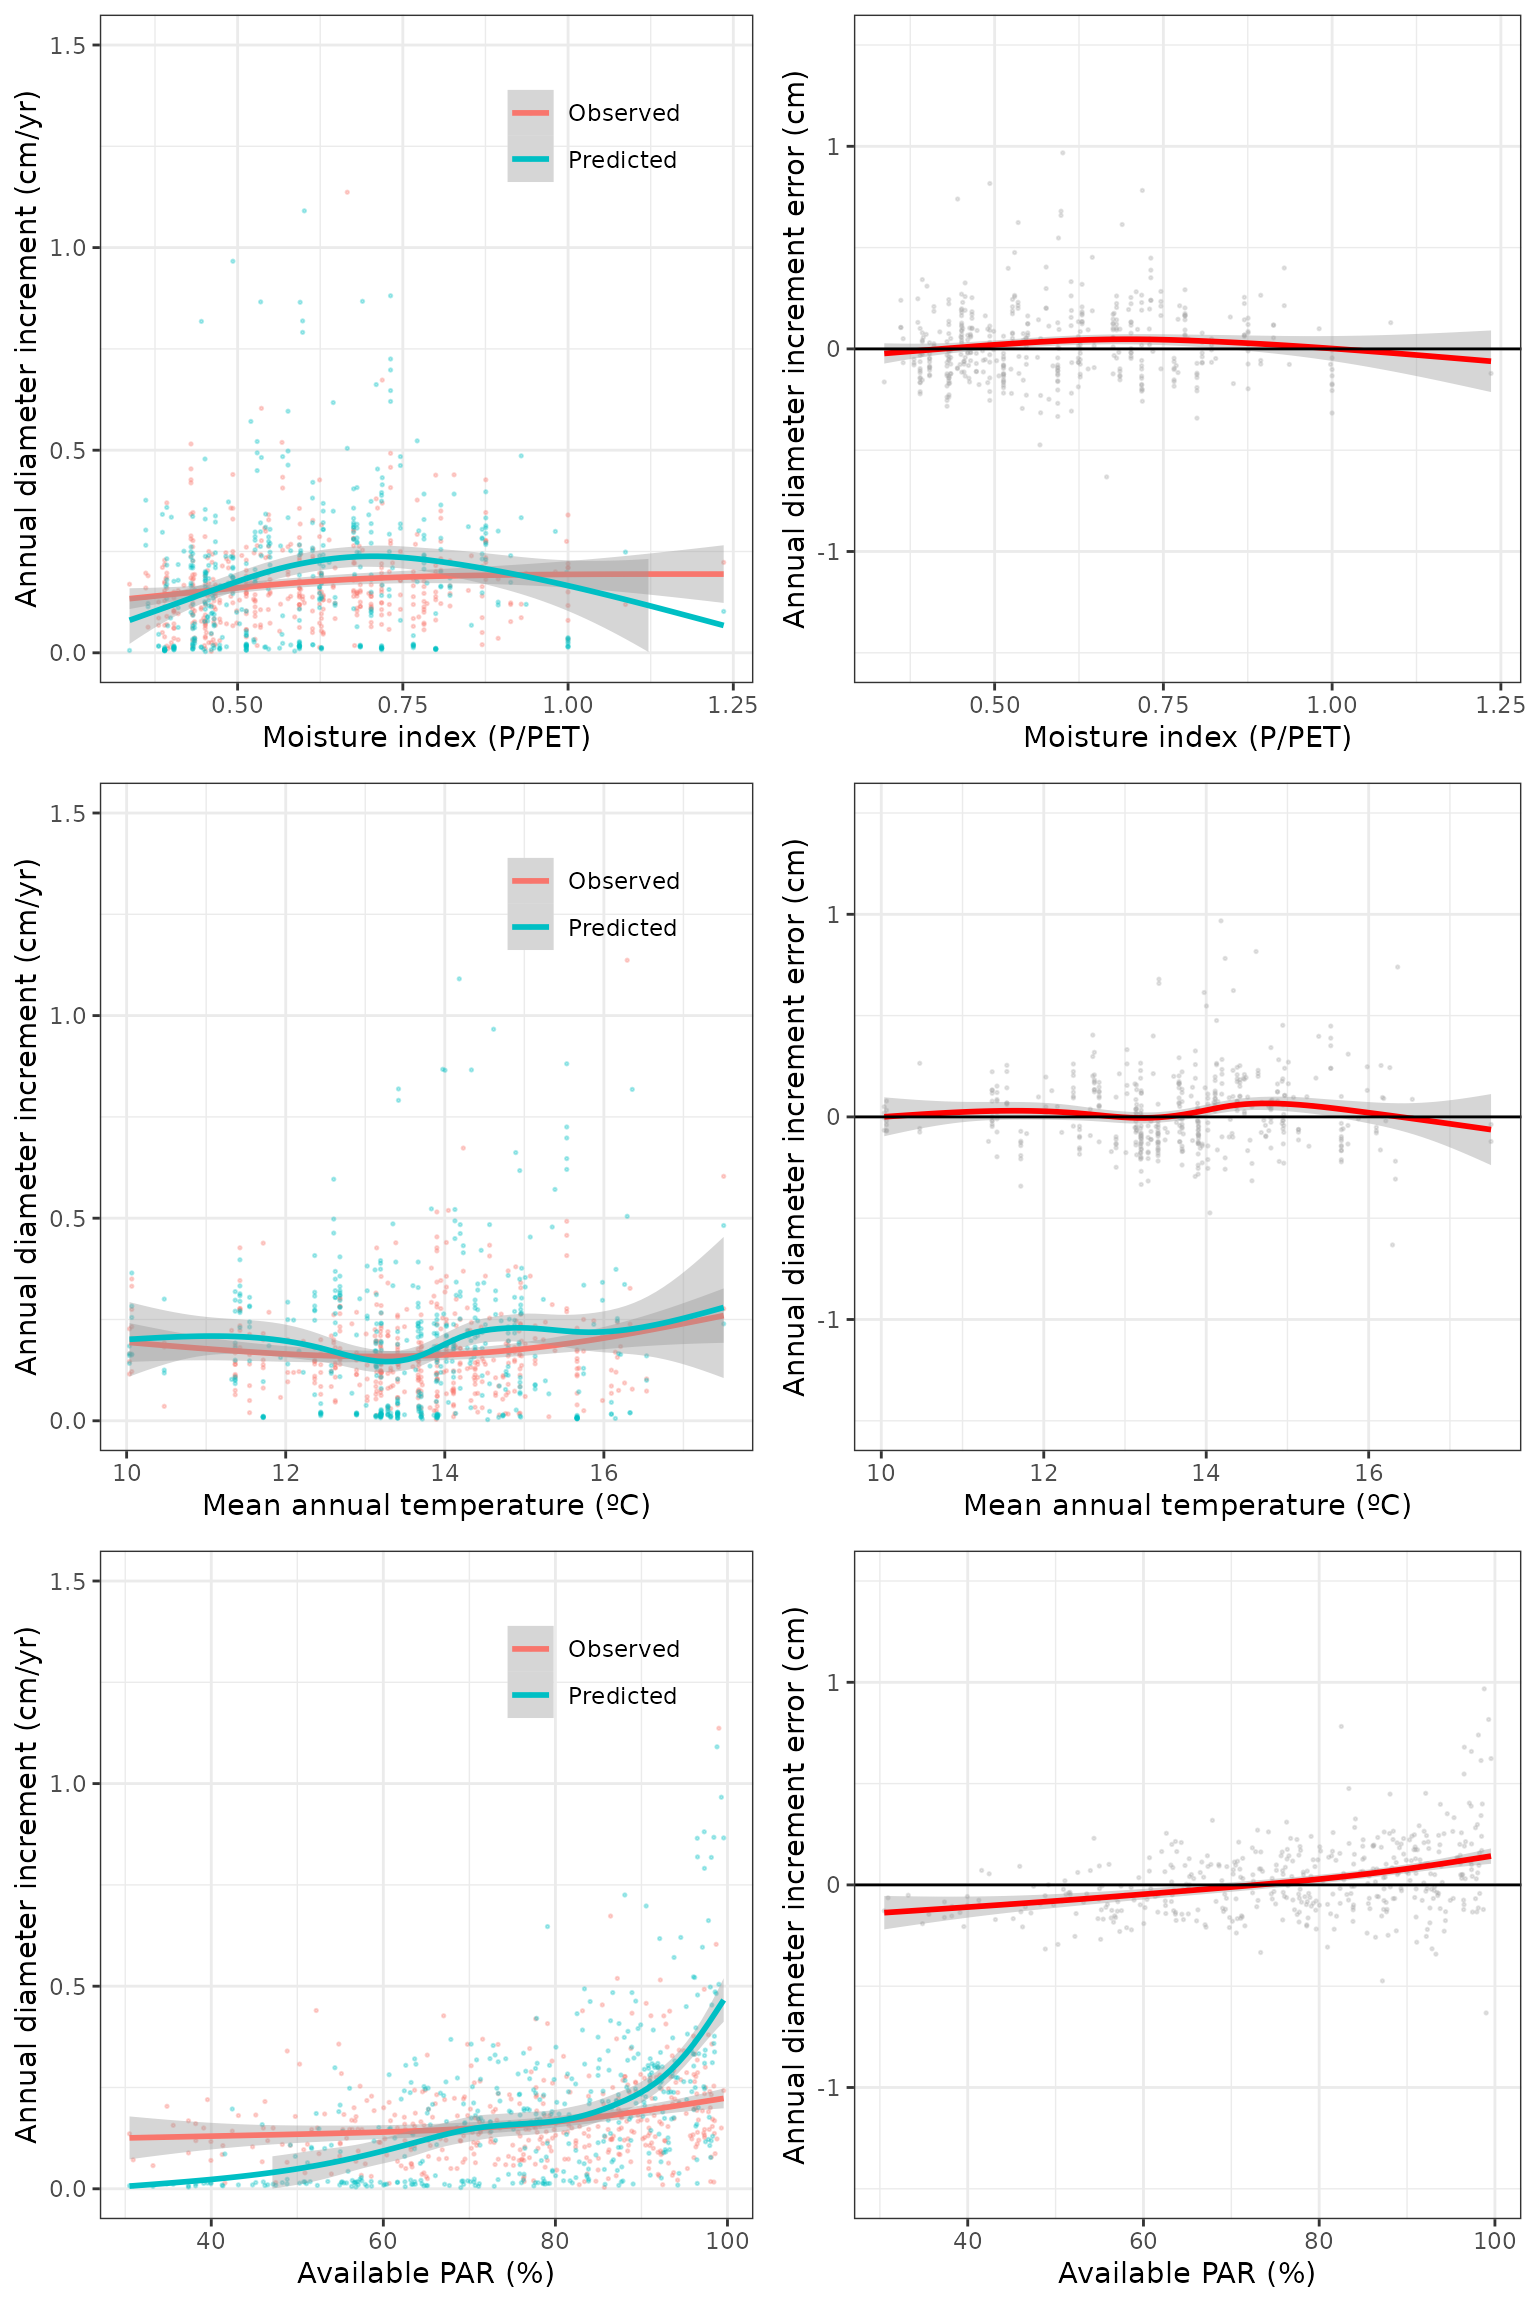 Annual diameter increment (cm/yr)
1.5
1.0
0.5
0.0
Observed
Predicted
0.50 0.75 1.00 1.25
Moisture index (P/PET)
Annual diameter increment error (cm)
1
0
-1
0.50 0.75 1.00 1.25
Moisture index (P/PET)
Annual diameter increment (cm/yr)
1.5
1.0
0.5
0.0
Observed
Predicted
10 12 14 16
Mean annual temperature (ºC)
Annual diameter increment error (cm)
1
0
-1
10 12 14 16
Mean annual temperature (ºC)
Annual diameter increment (cm/yr)
1.5
1.0
0.5
0.0
Observed
Predicted
40 60 80 100
Available PAR (%)
Annual diameter increment error (cm)
1
0
-1
40 60 80 100
Available PAR (%)